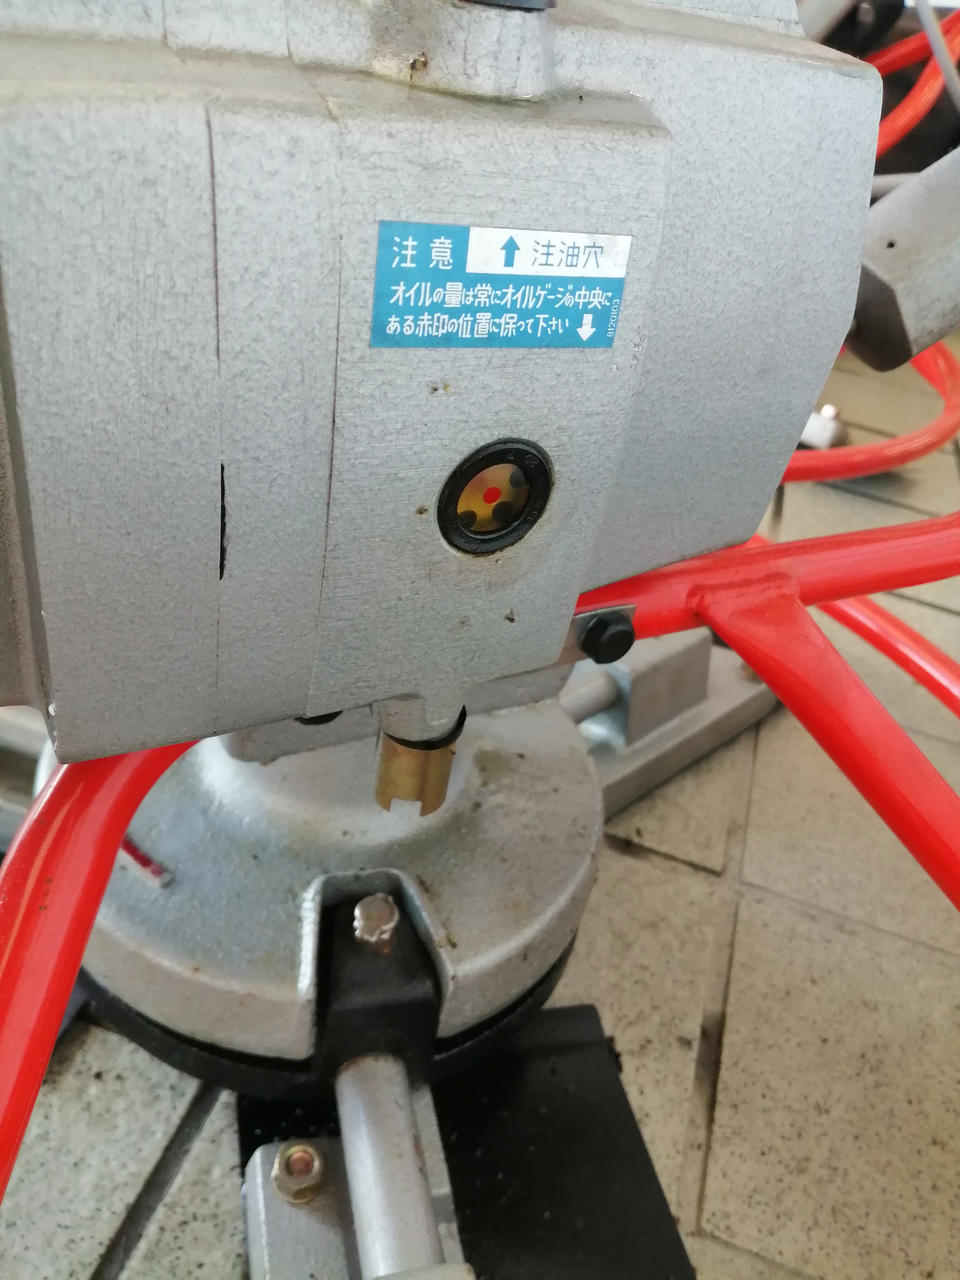 注意 ↑ 注油穴
オイルの量は常にオイルゲージの中央に
ある赤印の位置に保って下さい ↓
8120103